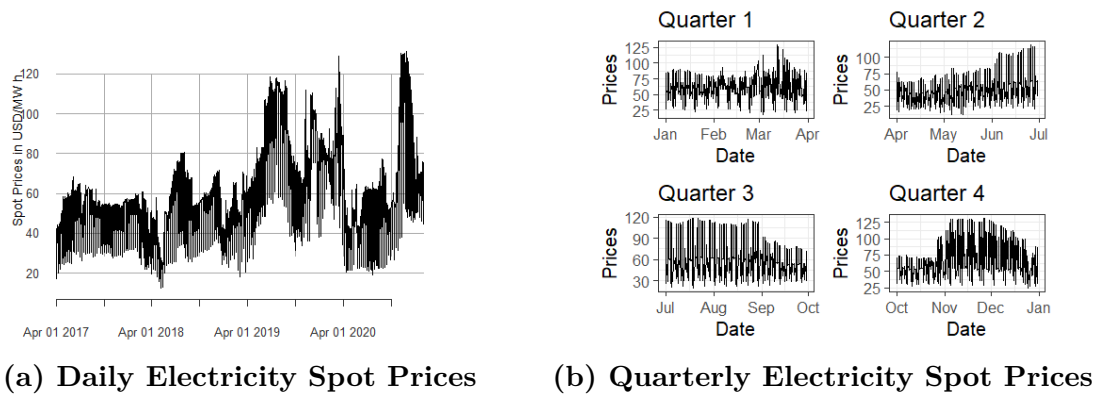 Spot Prices in USD/MWh
120
100
80
60
40
20
Apr 01 2017
Apr 01 2018
Apr 01 2019
Apr 01 2020
(a) Daily Electricity Spot Prices
Quarter 1
Prices
125
100
75
50
25
Jan
Feb
Mar
Apr
Date
Quarter 2
Prices
100
75
50
25
Apr
May
Jun
Jul
Date
Quarter 3
Prices
120
90
60
30
Jul
Aug
Sep
Oct
Date
Quarter 4
Prices
125
100
75
50
25
Oct
Nov
Dec
Jan
Date
(b) Quarterly Electricity Spot Prices